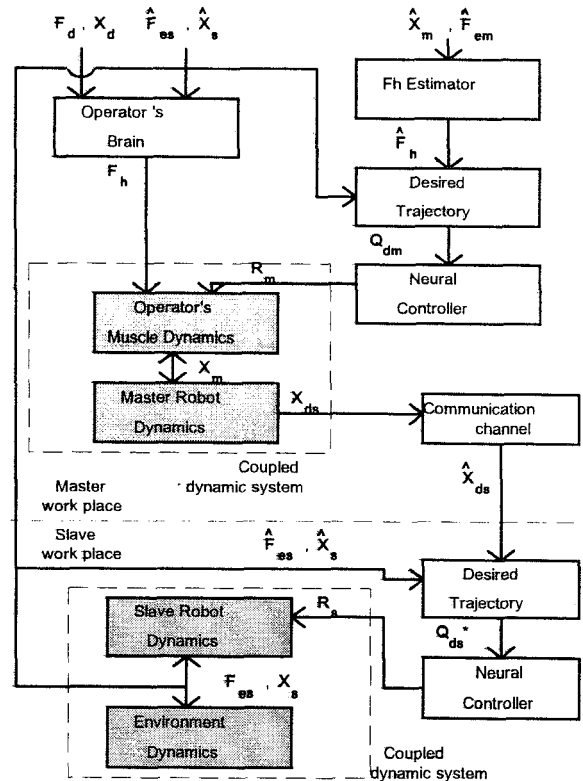 F_d , X_d
F̂_es , X̂_s
X̂_m , F̂_em
Operator 's
Brain
Fh Estimator
F_h
F̂_h
Desired
Trajectory
Q_dm
R_m
Neural
Controller
Operator's
Muscle Dynamics
X_m
Master Robot
Dynamics
X_ds
Communication
channel
Coupled
dynamic system
X̂_ds
Master
work place
Slave
work place
F̂_es , X̂_s
Desired
Trajectory
Slave Robot
Dynamics
R_s
Q_ds*
F_es , X_s
Neural
Controller
Environment
Dynamics
Coupled
dynamic system